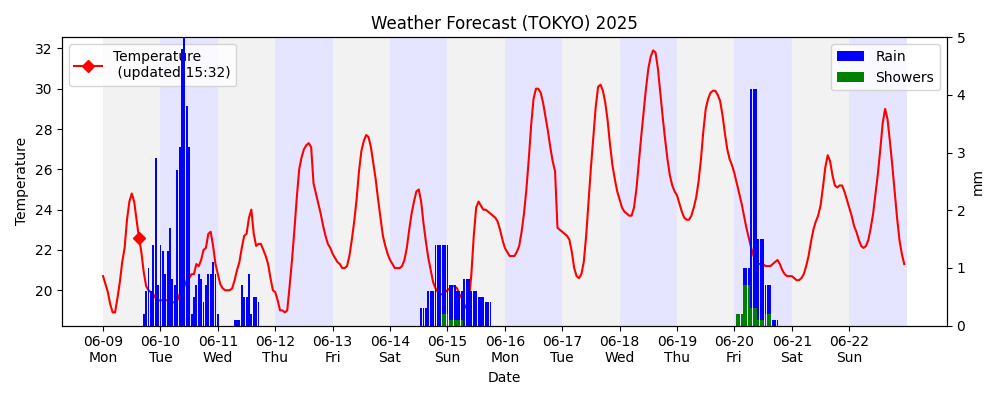 Weather Forecast (TOKYO) 2025
Temperature
(updated 15:32)
Rain
Showers
32
30
28
26
24
22
20
Temperature
5
4
3
2
1
0
mm
06-09 06-10 06-11 06-12 06-13 06-14 06-15 06-16 06-17 06-18 06-19 06-20 06-21 06-22
Mon Tue Wed Thu Fri Sat Sun Mon Tue Wed Thu Fri Sat Sun
Date